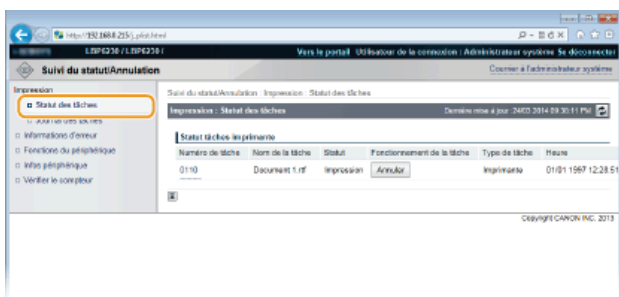 http://192.168.0.215/j_plist.html
LBP6230 / LBP6230 /
Vers le portail Utilisateur de la connexion : Administrateur système Se déconnecter
Suivi du statut/Annulation
Courrier à l'administrateur système
Impression
Statut des tâches
Journal des tâches
Informations d'erreur
Fonctions du périphérique
Infos périphérique
Vérifier le compteur
Suivi du statut/Annulation : Impression : Statut des tâches
Impression : Statut des tâches
Dernière mise à jour :24/03 2014 09:30:11 PM
Statut tâches imprimante
Numéro de tâche Nom de la tâche Statut Fonctionnement de la tâche Type de tâche Heure
0110 Document 1.rtf Impression Annuler Imprimante 01/01 1997 12:28:51
Copyright CANON INC. 2013